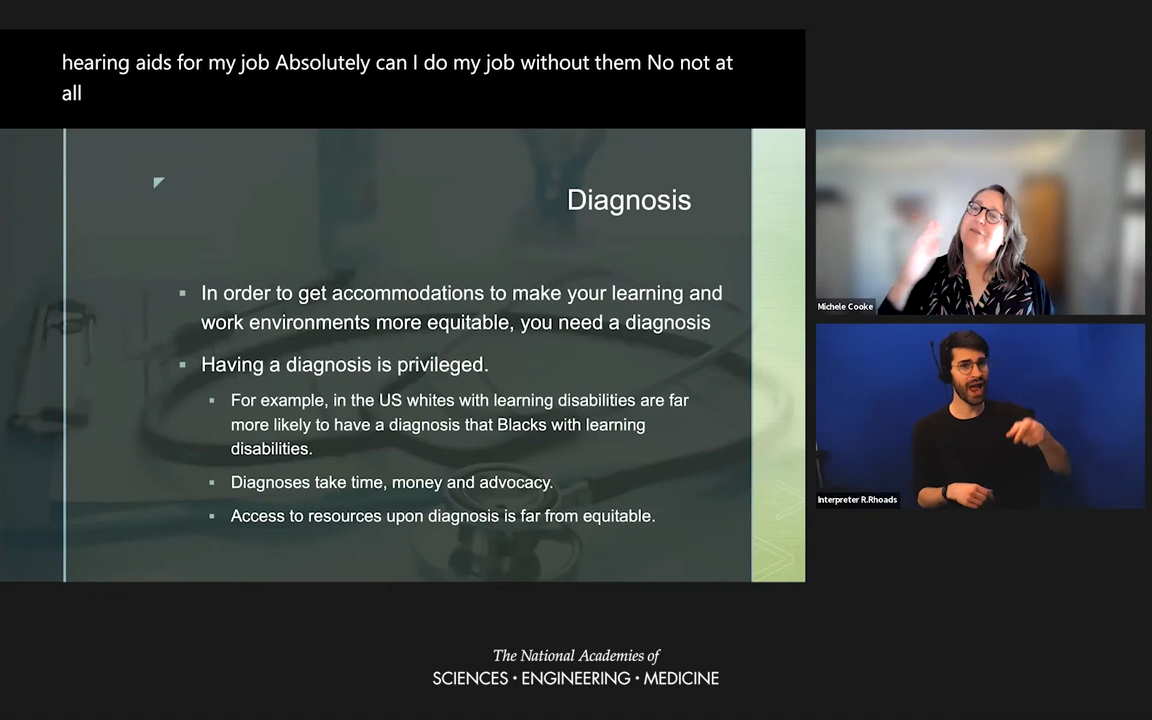 hearing aids for my job Absolutely can I do my job without them No not at
all
Diagnosis
▪ In order to get accommodations to make your learning and
work environments more equitable, you need a diagnosis
▪ Having a diagnosis is privileged.
▪ For example, in the US whites with learning disabilities are far
more likely to have a diagnosis that Blacks with learning
disabilities.
▪ Diagnoses take time, money and advocacy.
▪ Access to resources upon diagnosis is far from equitable.
Michele Cooke
Interpreter R.Rhoads
The National Academies of
SCIENCES • ENGINEERING • MEDICINE